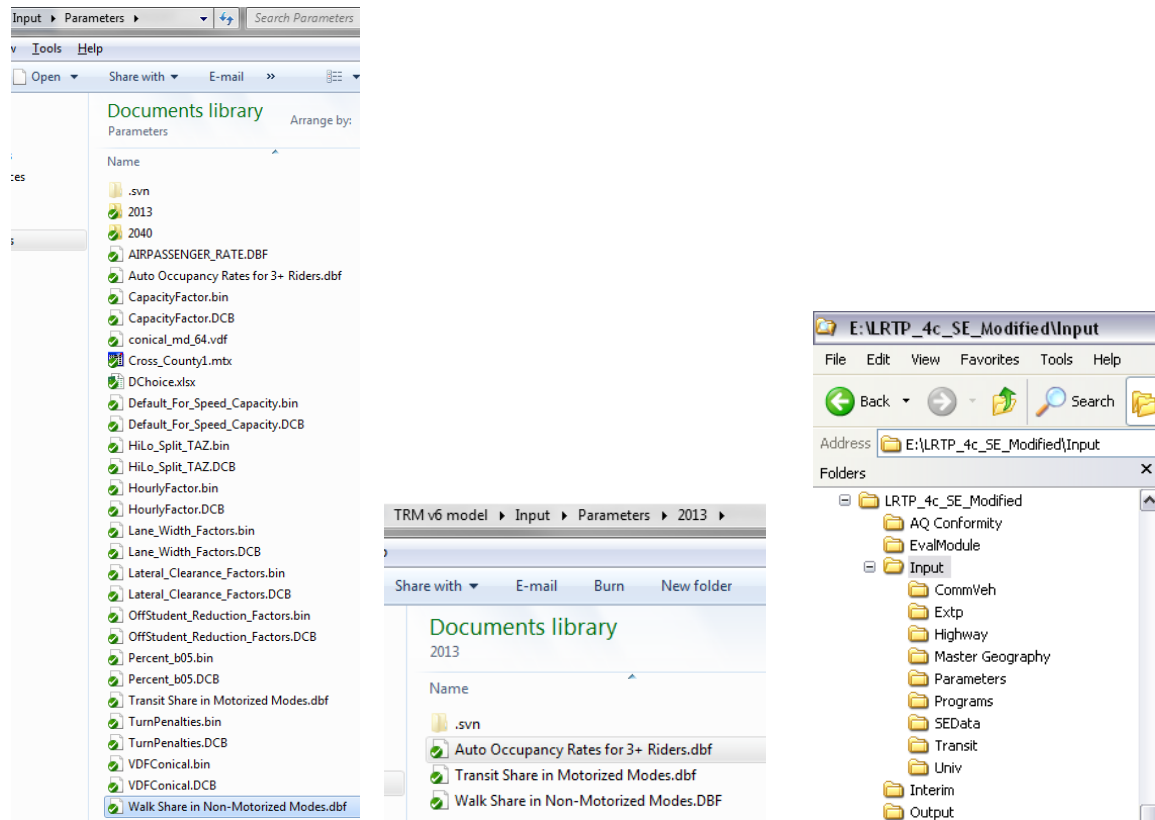 Input Parameters Search Parameters
Tools Help
Open Share with E-mail »
Documents library
Parameters
Arrange by:
Name
.svn
2013
2040
AIRPASSENGER_RATE.DBF
Auto Occupancy Rates for 3+ Riders.dbf
CapacityFactor.bin
CapacityFactor.DCB
conical_md_64.vdf
Cross_County1.mtx
DChoice.xlsx
Default_For_Speed_Capacity.bin
Default_For_Speed_Capacity.DCB
HiLo_Split_TAZ.bin
HiLo_Split_TAZ.DCB
HourlyFactor.bin
HourlyFactor.DCB
Lane_Width_Factors.bin
Lane_Width_Factors.DCB
Lateral_Clearance_Factors.bin
Lateral_Clearance_Factors.DCB
OffStudent_Reduction_Factors.bin
OffStudent_Reduction_Factors.DCB
Percent_b05.bin
Percent_b05.DCB
Transit Share in Motorized Modes.dbf
TurnPenalties.bin
TurnPenalties.DCB
VDFConical.bin
VDFConical.DCB
Walk Share in Non-Motorized Modes.dbf
TRM v6 model Input Parameters 2013
Share with E-mail Burn New folder
Documents library
2013
Name
.svn
Auto Occupancy Rates for 3+ Riders.dbf
Transit Share in Motorized Modes.dbf
Walk Share in Non-Motorized Modes.DBF
E:\LRTP_4c_SE_Modified\Input
File Edit View Favorites Tools Help
Back Search
Address E:\LRTP_4c_SE_Modified\Input
Folders
LRTP_4c_SE_Modified
AQ Conformity
EvalModule
Input
CommVeh
Extp
Highway
Master Geography
Parameters
Programs
SEData
Transit
Univ
Interim
Output